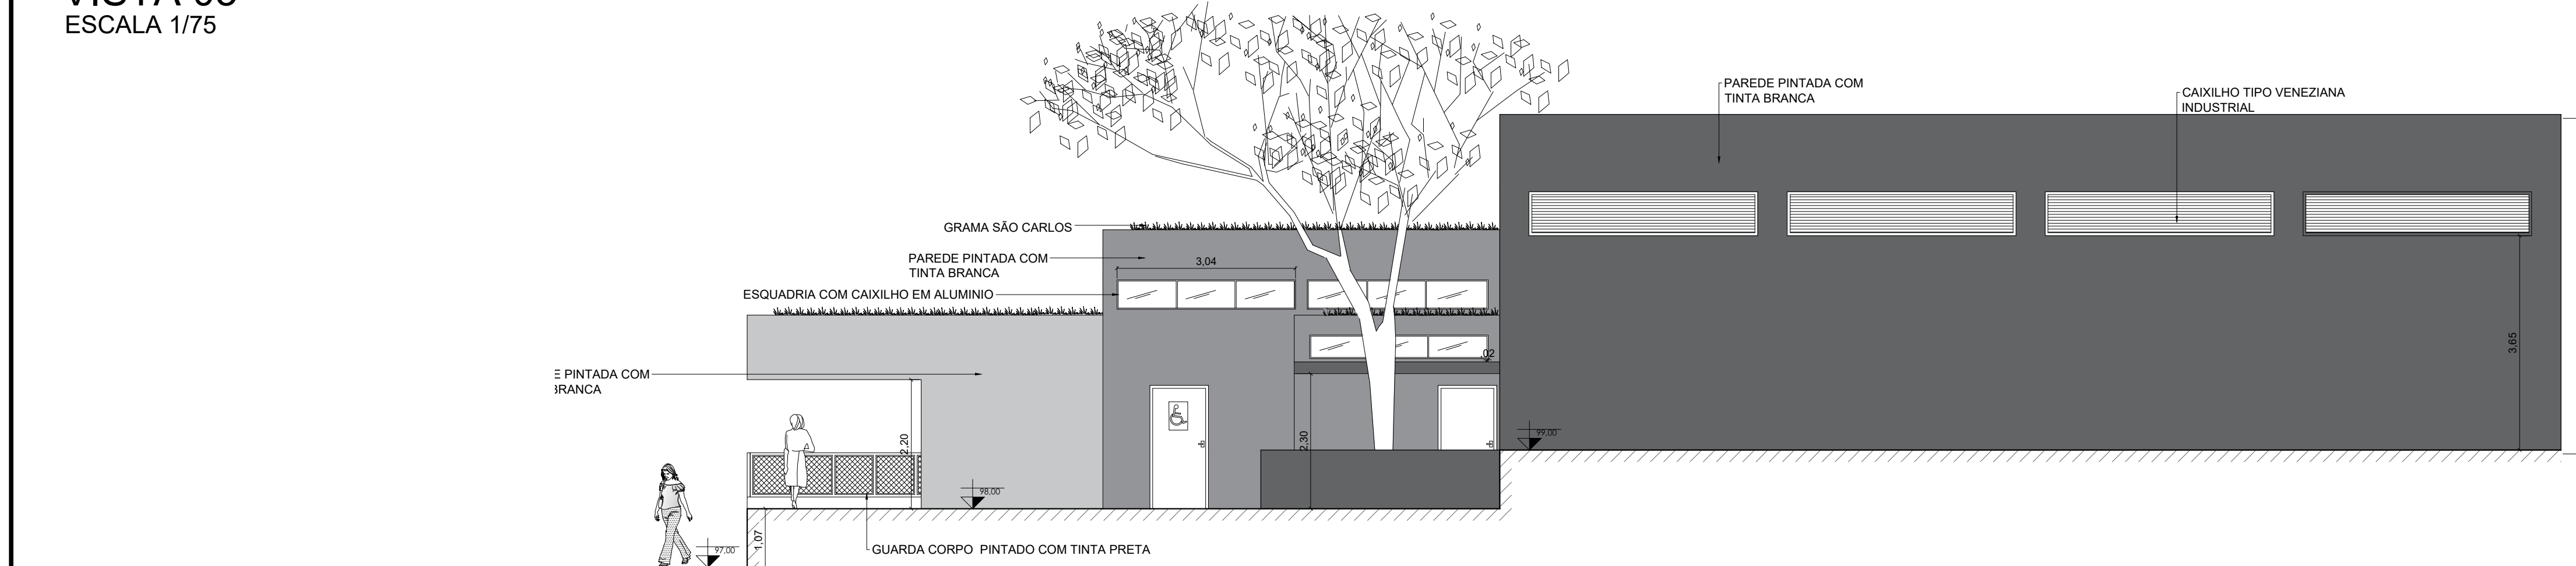 ESCALA 1/75
PAREDE PINTADA COM
TINTA BRANCA
CAIXILHO TIPO VENEZIANA
INDUSTRIAL
GRAMA SÃO CARLOS
PAREDE PINTADA COM
TINTA BRANCA
3,04
ESQUADRIA COM CAIXILHO EM ALUMINIO
,02
3,65
PINTADA COM
BRANCA
2,20
2,30
99,00
98,00
1,07
97,00
GUARDA CORPO PINTADO COM TINTA PRETA